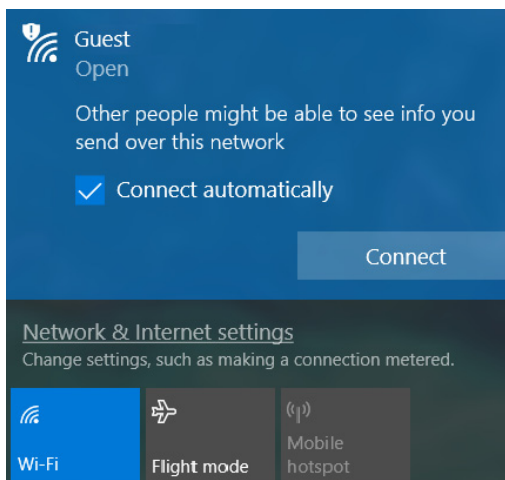 Guest
Open
Other people might be able to see info you
send over this network
Connect automatically
Connect
Network & Internet settings
Change settings, such as making a connection metered.
Wi-Fi
Flight mode
Mobile
hotspot